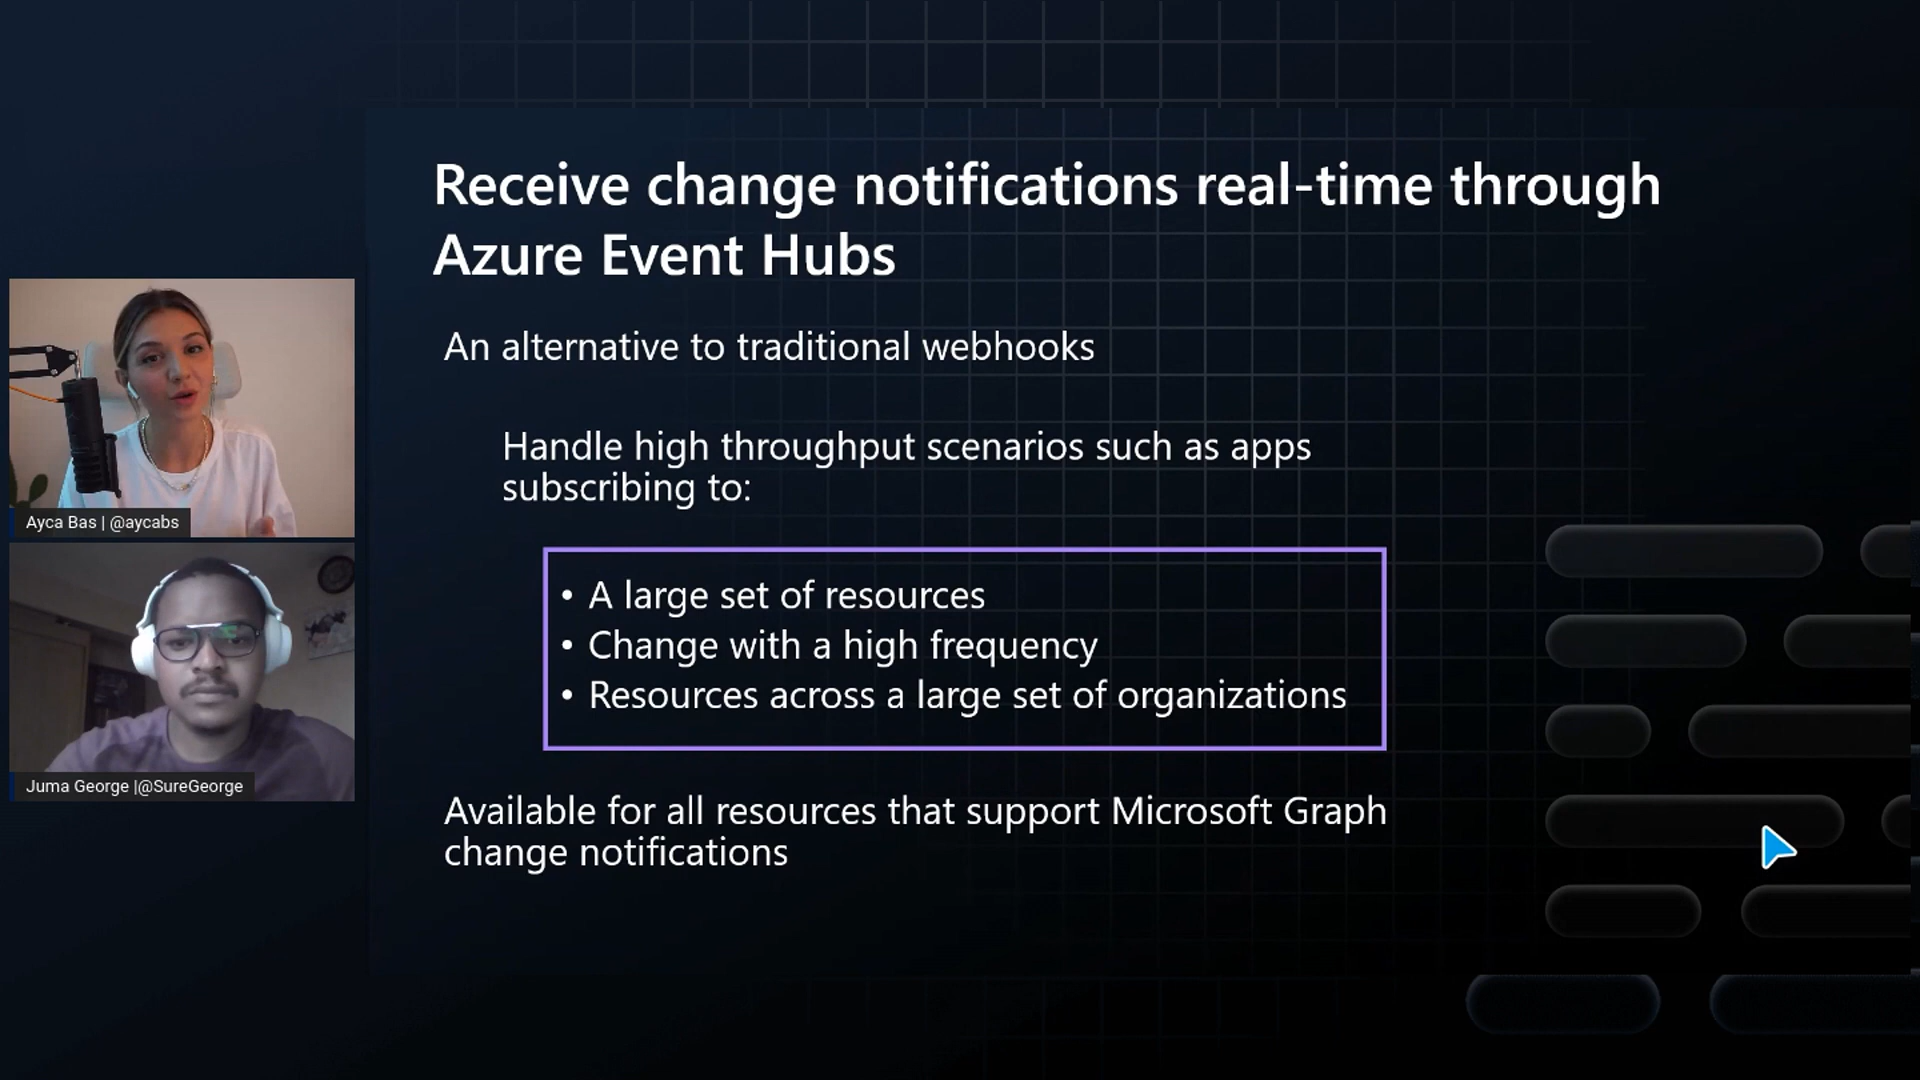 Receive change notifications real-time through
Azure Event Hubs
An alternative to traditional webhooks
Handle high throughput scenarios such as apps
subscribing to:
• A large set of resources
• Change with a high frequency
• Resources across a large set of organizations
Available for all resources that support Microsoft Graph
change notifications
Ayca Bas | @aycabs
Juma George |@SureGeorge